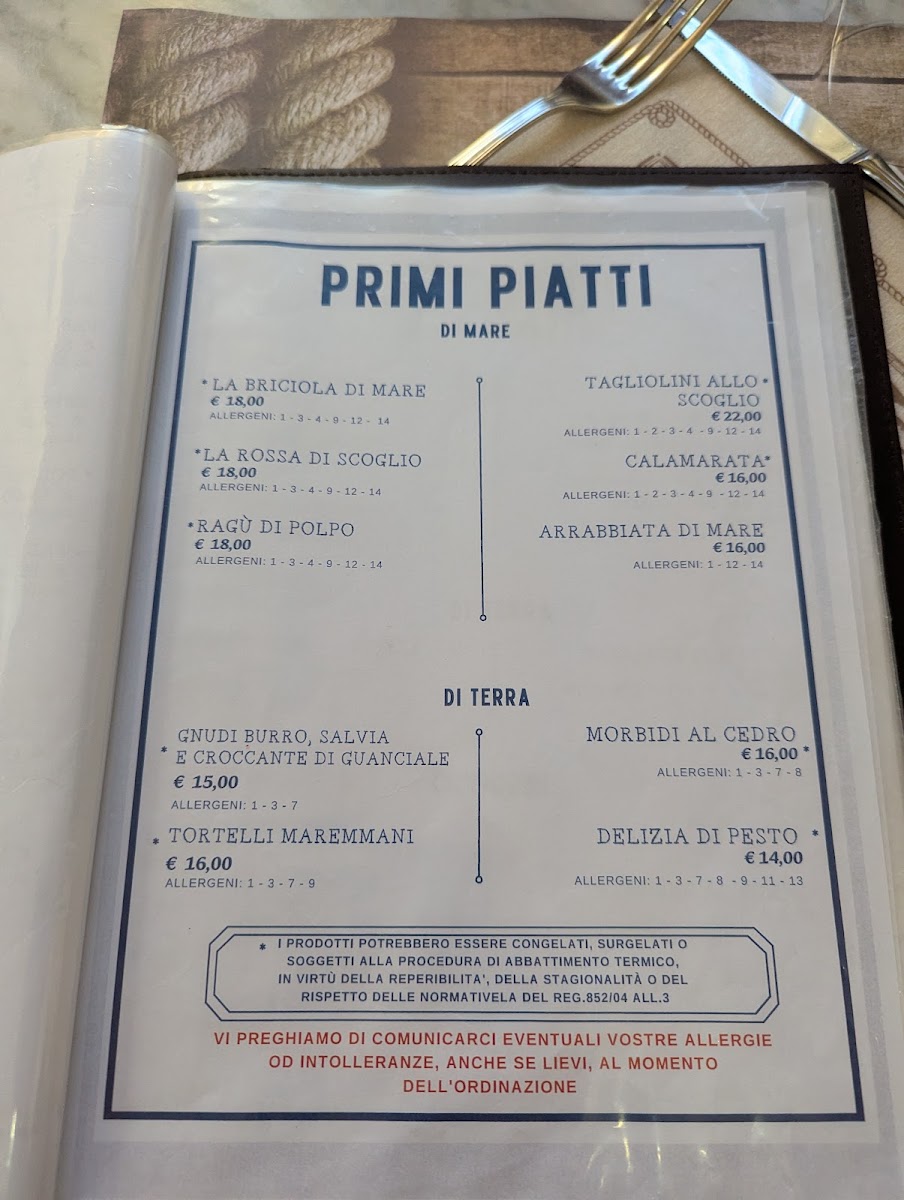 PRIMI PIATTI
DI MARE
* LA BRICIOLA DI MARE
€ 18,00
ALLERGENI: 1 - 3 - 4 - 9 - 12 - 14
*LA ROSSA DI SCOGLIO
€ 18,00
ALLERGENI: 1 - 3 - 4 - 9 - 12 - 14
*RAGÙ DI POLPO
€ 18,00
ALLERGENI: 1 - 3 - 4 - 9 - 12 - 14
TAGLIOLINI ALLO *
SCOGLIO
€ 22,00
ALLERGENI: 1 - 2 - 3 - 4 - 9 - 12 - 14
CALAMARATA*
€ 16,00
ALLERGENI: 1 - 2 - 3 - 4 - 9 - 12 - 14
ARRABBIATA DI MARE
€ 16,00
ALLERGENI: 1 - 12 - 14
DI TERRA
GNUDI BURRO, SALVIA
* E CROCCANTE DI GUANCIALE
€ 15,00
ALLERGENI: 1 - 3 - 7
* TORTELLI MAREMMANI
€ 16,00
ALLERGENI: 1 - 3 - 7 - 9
MORBIDI AL CEDRO
€ 16,00 *
ALLERGENI: 1 - 3 - 7 - 8
DELIZIA DI PESTO *
€ 14,00
ALLERGENI: 1 - 3 - 7 - 8 - 9 - 11 - 13
* I PRODOTTI POTREBBERO ESSERE CONGELATI, SURGELATI O
SOGGETTI ALLA PROCEDURA DI ABBATTIMENTO TERMICO,
IN VIRTÙ DELLA REPERIBILITA', DELLA STAGIONALITÀ O DEL
RISPETTO DELLE NORMATIVELA DEL REG.852/04 ALL.3
VI PREGHIAMO DI COMUNICARCI EVENTUALI VOSTRE ALLERGIE
OD INTOLLERANZE, ANCHE SE LIEVI, AL MOMENTO
DELL'ORDINAZIONE